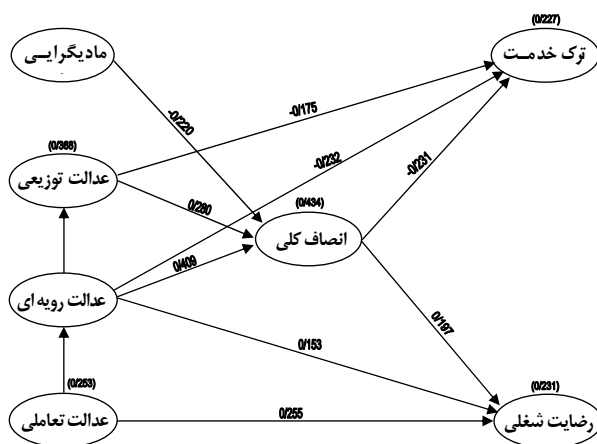 (0/227)
مادیگرایی
ترک خدمت
-0/220
-0/175
(0/368)
عدالت توزیعی
-0/232
-0/231
0/280
(0/434)
انصاف کلی
0/409
عدالت رویه ای
0/197
0/153
(0/253)
(0/231)
0/255
عدالت تعاملی
رضایت شغلی